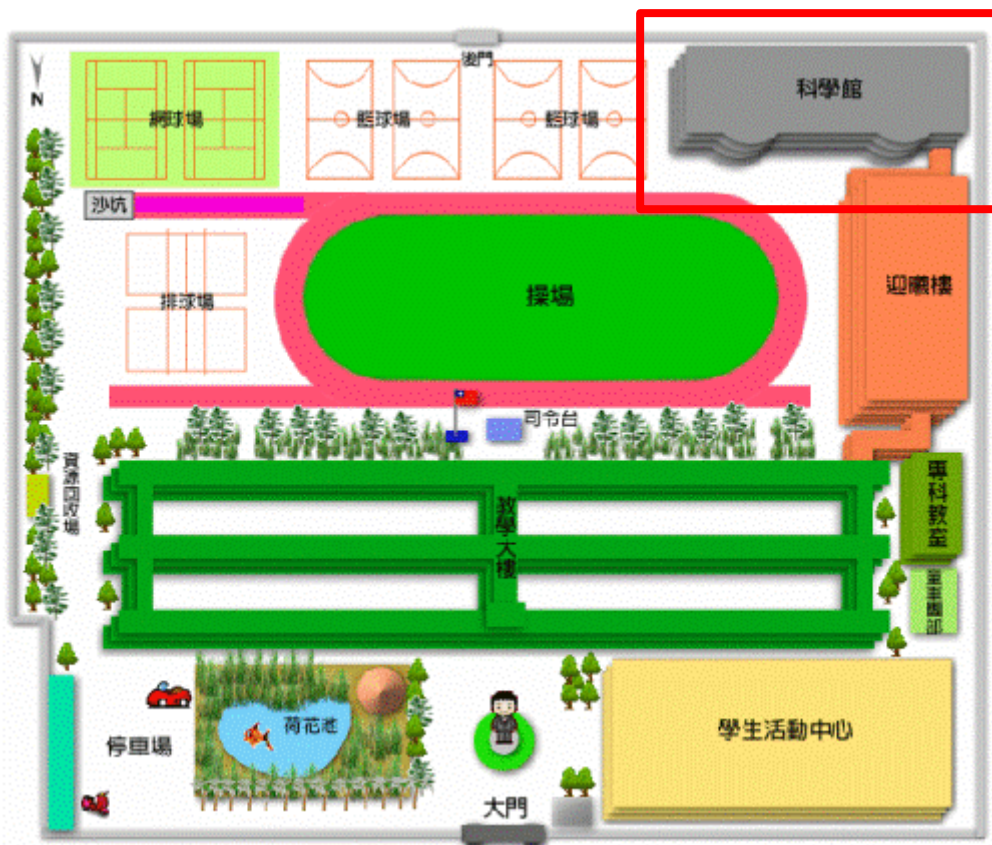 後門
科學館
N
網球場
籃球場
籃球場
沙坑
排球場
操場
迎曦樓
司令台
資源回收場
教學大樓
專科教室
童軍團部
荷花池
停車場
學生活動中心
大門